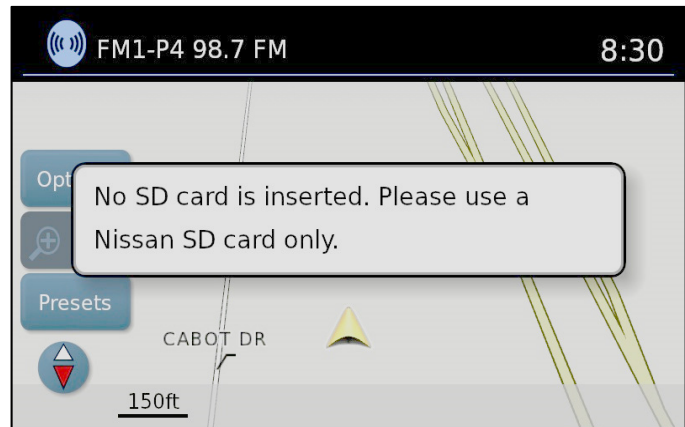 FM1-P4 98.7 FM
8:30
Opt
No SD card is inserted. Please use a
Nissan SD card only.
Presets
CABOT DR
150ft